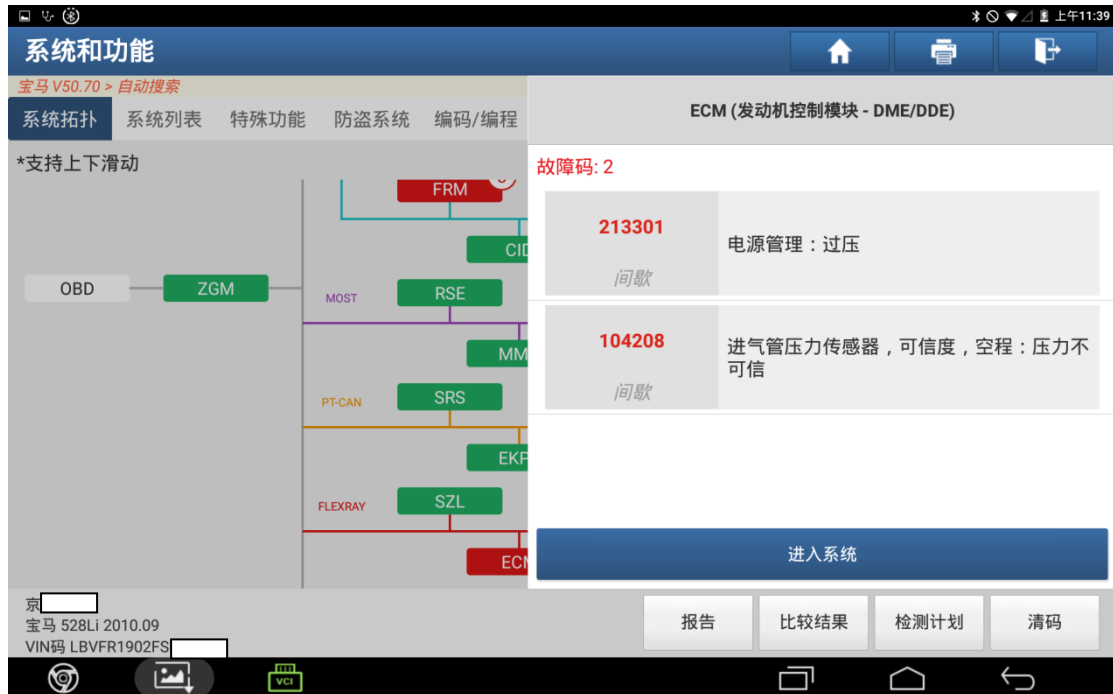 上午11:39
系统和功能
宝马 V50.70 > 自动搜索
系统拓扑 系统列表 特殊功能 防盗系统 编码/编程
*支持上下滑动
FRM
CID
OBD
ZGM
MOST
RSE
MM
PT-CAN
SRS
EKP
FLEXRAY
SZL
ECM
ECM (发动机控制模块 - DME/DDE)
故障码: 2
213301
间歇
电源管理：过压
104208
间歇
进气管压力传感器，可信度，空程：压力不
可信
进入系统
京
宝马 528Li 2010.09
VIN码 LBVFR1902FS
报告 比较结果 检测计划 清码
VCI